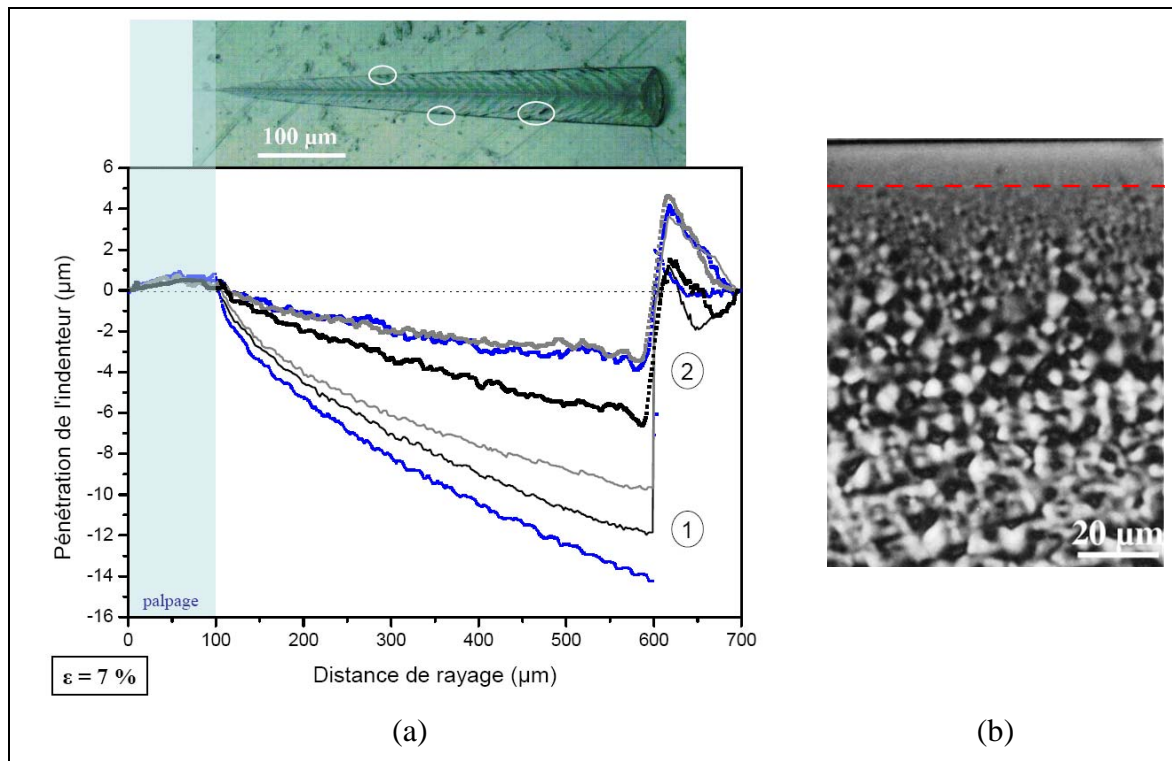 100 µm
6
4
2
0
-2
-4
-6
-8
-10
-12
-14
-16
Pénétration de l'indenteur (µm)
2
1
palpage
0 100 200 300 400 500 600 700
Distance de rayage (µm)
ε = 7 %
(a)
20 µm
(b)